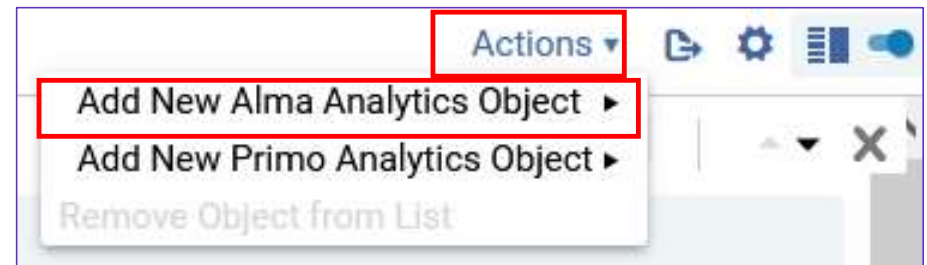 Actions
Add New Alma Analytics Object
Add New Primo Analytics Object
Remove Object from List